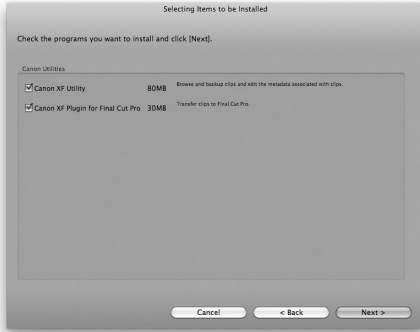 Selecting Items to be Installed
Check the programs you want to install and click [Next].
Canon Utilities
Canon XF Utility 80MB Browse and backup clips and edit the metadata associated with clips.
Canon XF Plugin for Final Cut Pro 30MB Transfer clips to Final Cut Pro.
Cancel < Back Next >